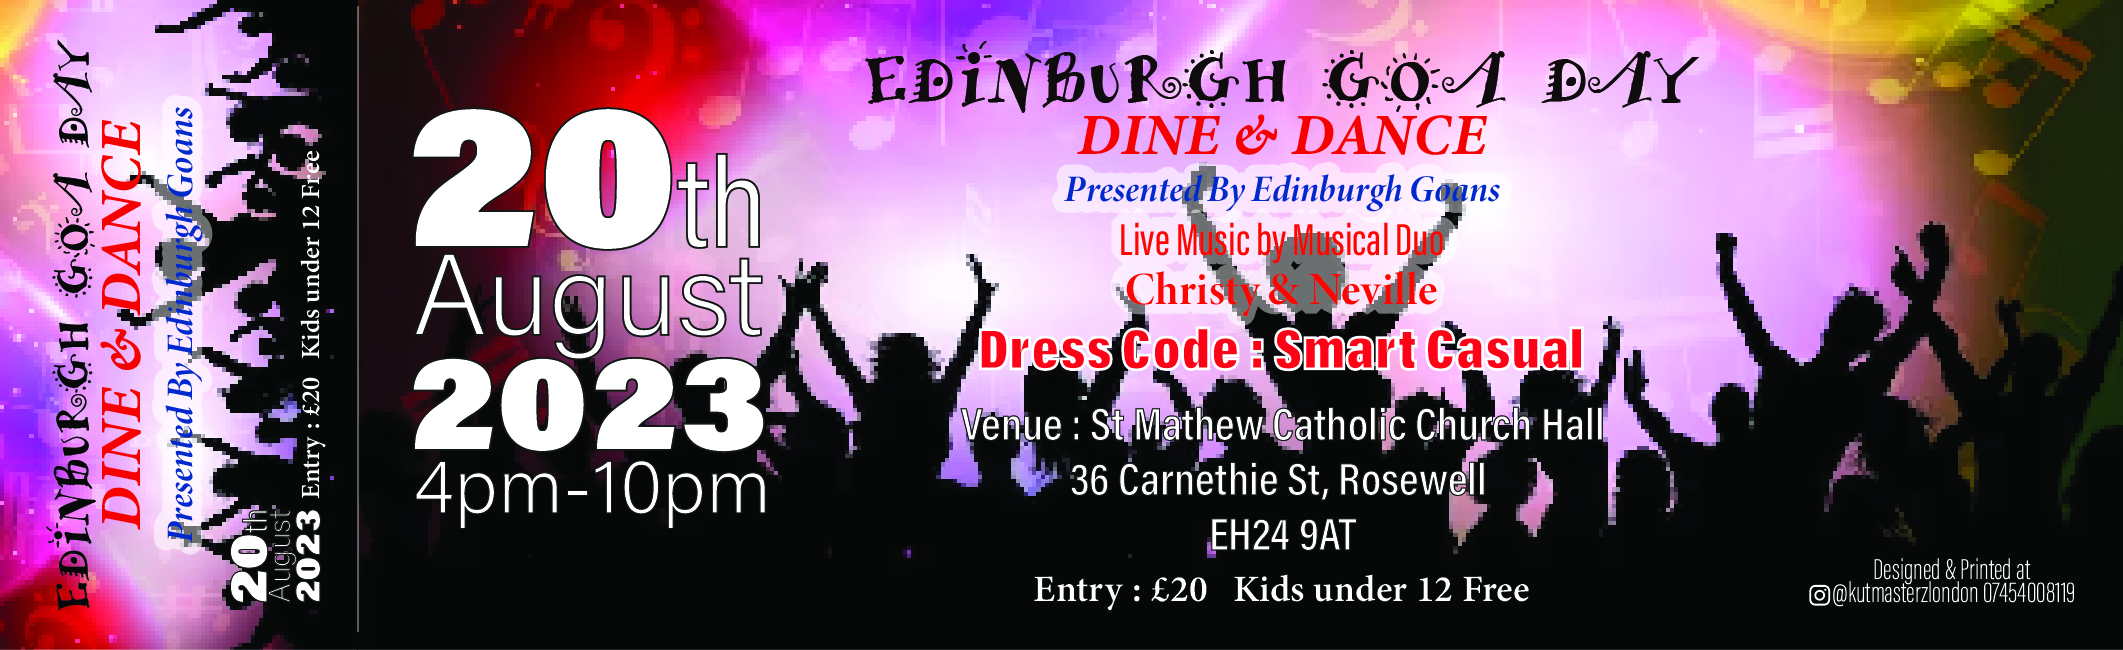 EDINBURGH GOA DAY
DINE & DANCE
Presented By Edinburgh Goans
20th
August
2023
Entry : £20 Kids under 12 Free
20th
August
2023
4pm-10pm
EDINBURGH GOA DAY
DINE & DANCE
Presented By Edinburgh Goans
Live Music by Musical Duo
Christy & Neville
Dress Code : Smart Casual
Venue : St Mathew Catholic Church Hall
36 Carnethie St, Rosewell
EH24 9AT
Entry : £20 Kids under 12 Free
Designed & Printed at
@kutmasterzlondon 07454008119